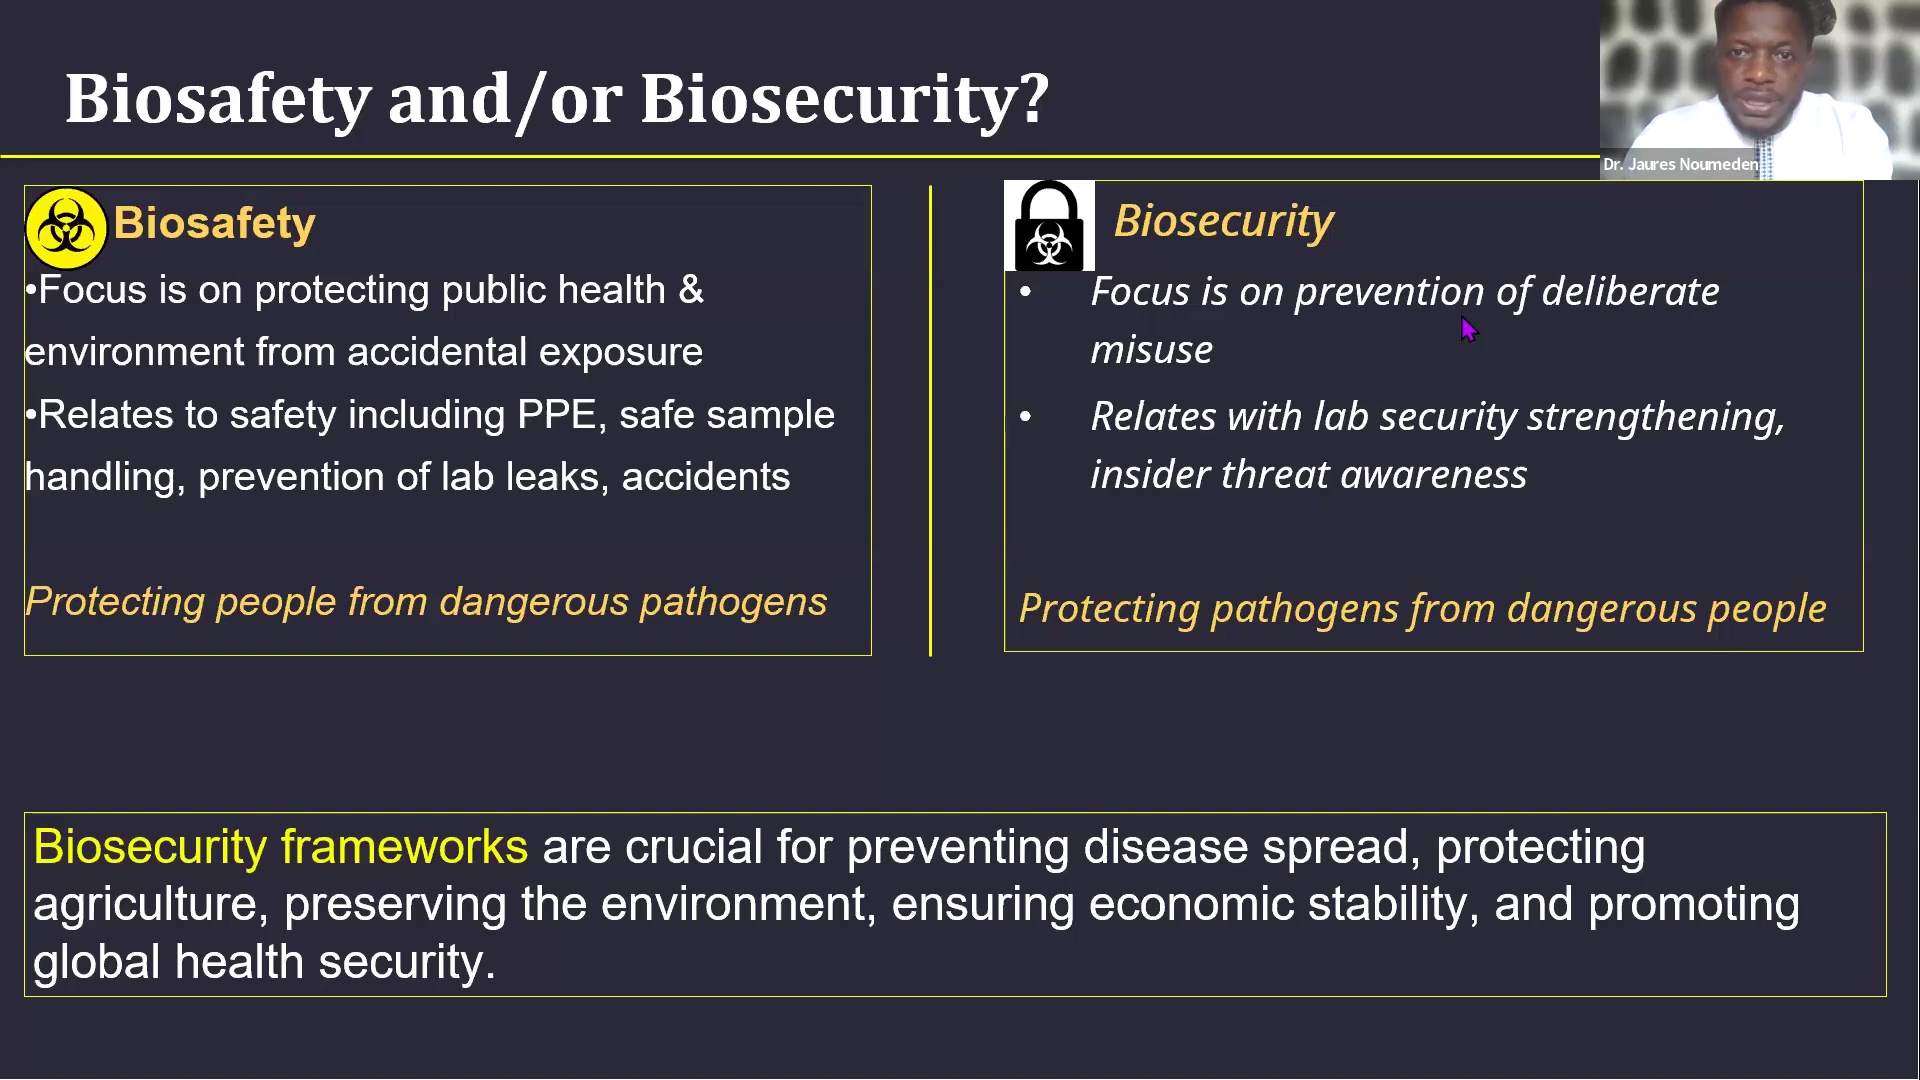 Biosafety and/or Biosecurity?
Dr. Jaures Noumeden
Biosafety
•Focus is on protecting public health &
environment from accidental exposure
•Relates to safety including PPE, safe sample
handling, prevention of lab leaks, accidents
Protecting people from dangerous pathogens
Biosecurity
• Focus is on prevention of deliberate
misuse
• Relates with lab security strengthening,
insider threat awareness
Protecting pathogens from dangerous people
Biosecurity frameworks are crucial for preventing disease spread, protecting
agriculture, preserving the environment, ensuring economic stability, and promoting
global health security.